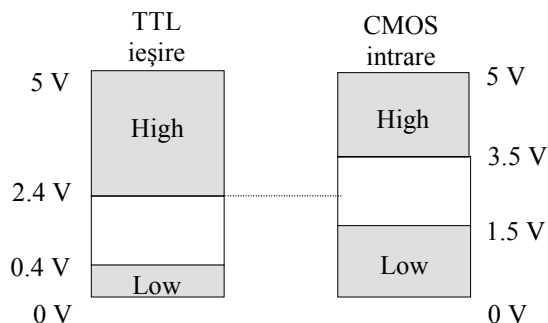 TTL
ieşire
5 V
High
2.4 V
0.4 V
Low
0 V
CMOS
intrare
5 V
High
3.5 V
1.5 V
Low
0 V